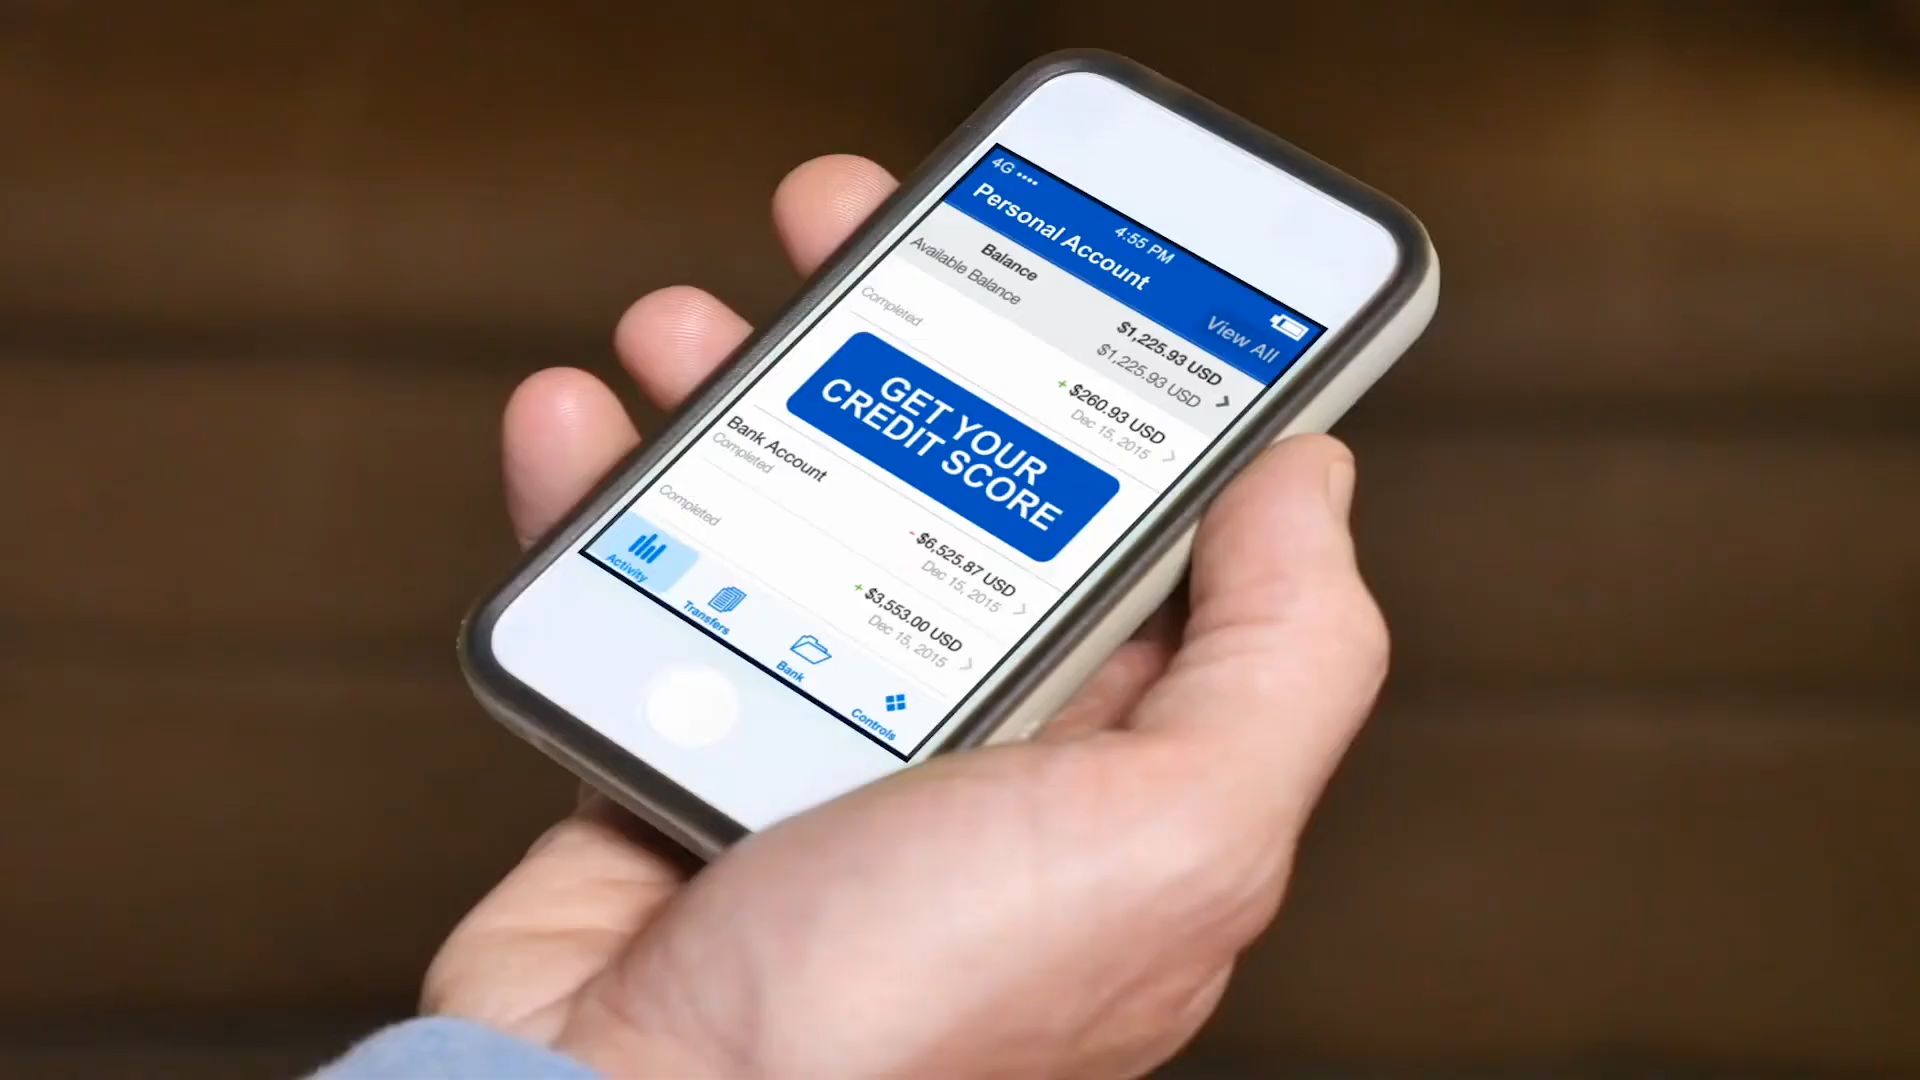 4G 4:55 PM
Personal Account View All
Balance $1,225.93 USD
Available Balance $1,225.93 USD
+ $260.93 USD
Completed Dec 15, 2015
GET YOUR
CREDIT SCORE
Bank Account - $6,525.87 USD
Completed Dec 15, 2015
+ $3,553.00 USD
Completed Dec 15, 2015
Activity Transfers Bank Controls